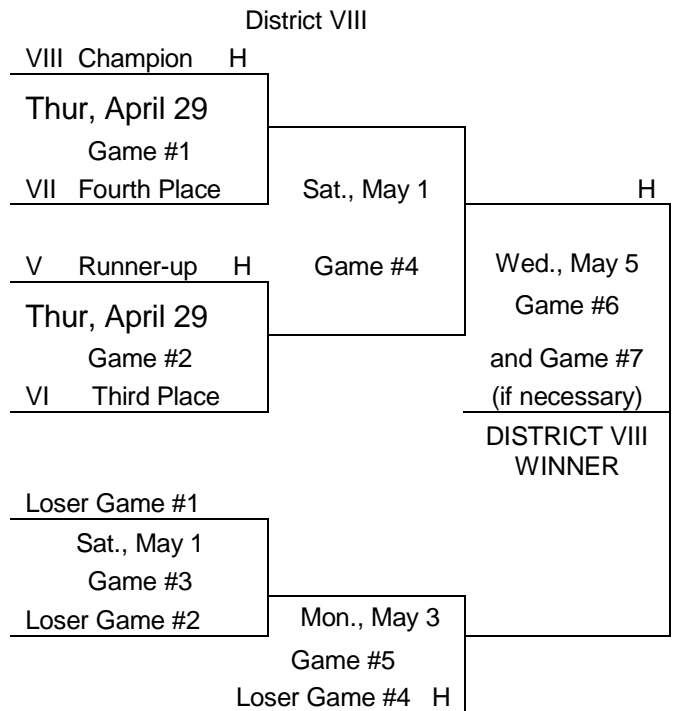 District VIII
VIII Champion H
Thur, April 29
Game #1
VII Fourth Place
Sat., May 1
H
V Runner-up H
Game #4
Wed., May 5
Thur, April 29
Game #6
Game #2
and Game #7
VI Third Place
(if necessary)
DISTRICT VIII
WINNER
Loser Game #1
Sat., May 1
Game #3
Loser Game #2
Mon., May 3
Game #5
Loser Game #4 H